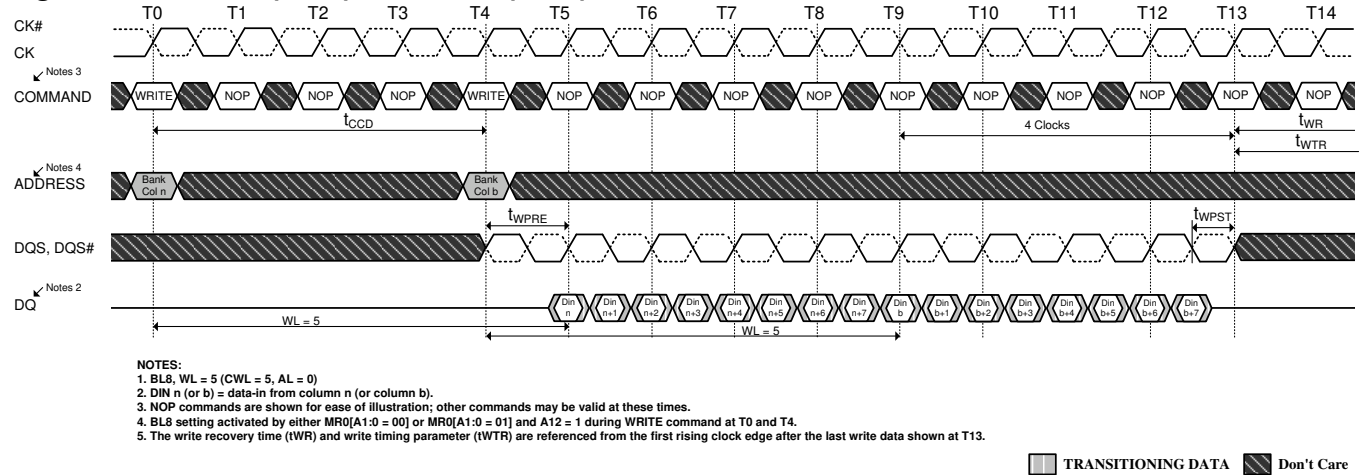 T0 T1 T2 T3 T4 T5 T6 T7 T8 T9 T10 T11 T12 T13 T14
CK#
CK
Notes 3
COMMAND WRITE NOP NOP NOP WRITE NOP NOP NOP NOP NOP NOP NOP NOP NOP NOP
tCCD 4 Clocks tWR
tWTR
Notes 4
ADDRESS
Bank Bank
Col n Col b
tWPRE tWPST
DQS, DQS#
Notes 2
DQ
Din Din Din Din Din Din Din Din Din Din Din Din Din Din Din Din
n n+1 n+2 n+3 n+4 n+5 n+6 n+7 b b+1 b+2 b+3 b+4 b+5 b+6 b+7
WL = 5
WL = 5
NOTES:
1. BL8, WL = 5 (CWL = 5, AL = 0)
2. DIN n (or b) = data-in from column n (or column b).
3. NOP commands are shown for ease of illustration; other commands may be valid at these times.
4. BL8 setting activated by either MR0[A1:0 = 00] or MR0[A1:0 = 01] and A12 = 1 during WRITE command at T0 and T4.
5. The write recovery time (tWR) and write timing parameter (tWTR) are referenced from the first rising clock edge after the last write data shown at T13.
TRANSITIONING DATA Don't Care